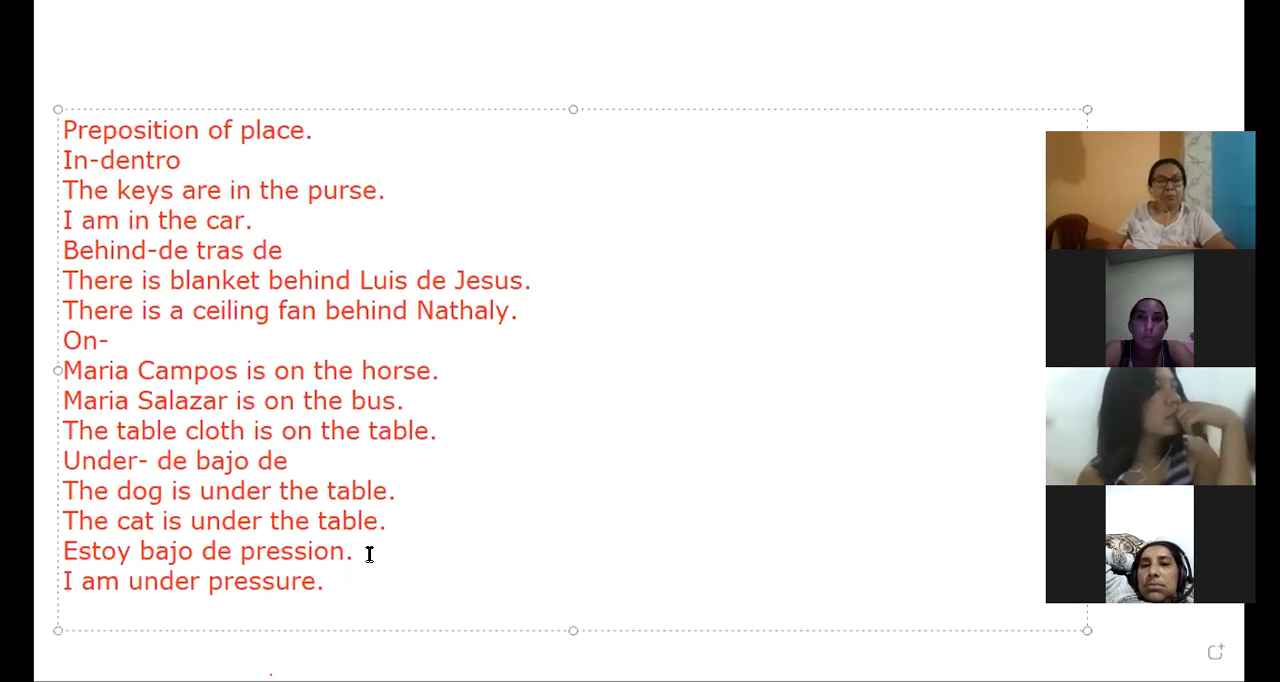 Preposition of place.
In-dentro
The keys are in the purse.
I am in the car.
Behind-de tras de
There is blanket behind Luis de Jesus.
There is a ceiling fan behind Nathaly.
On-
Maria Campos is on the horse.
Maria Salazar is on the bus.
The table cloth is on the table.
Under- de bajo de
The dog is under the table.
The cat is under the table.
Estoy bajo de pression.
I am under pressure.